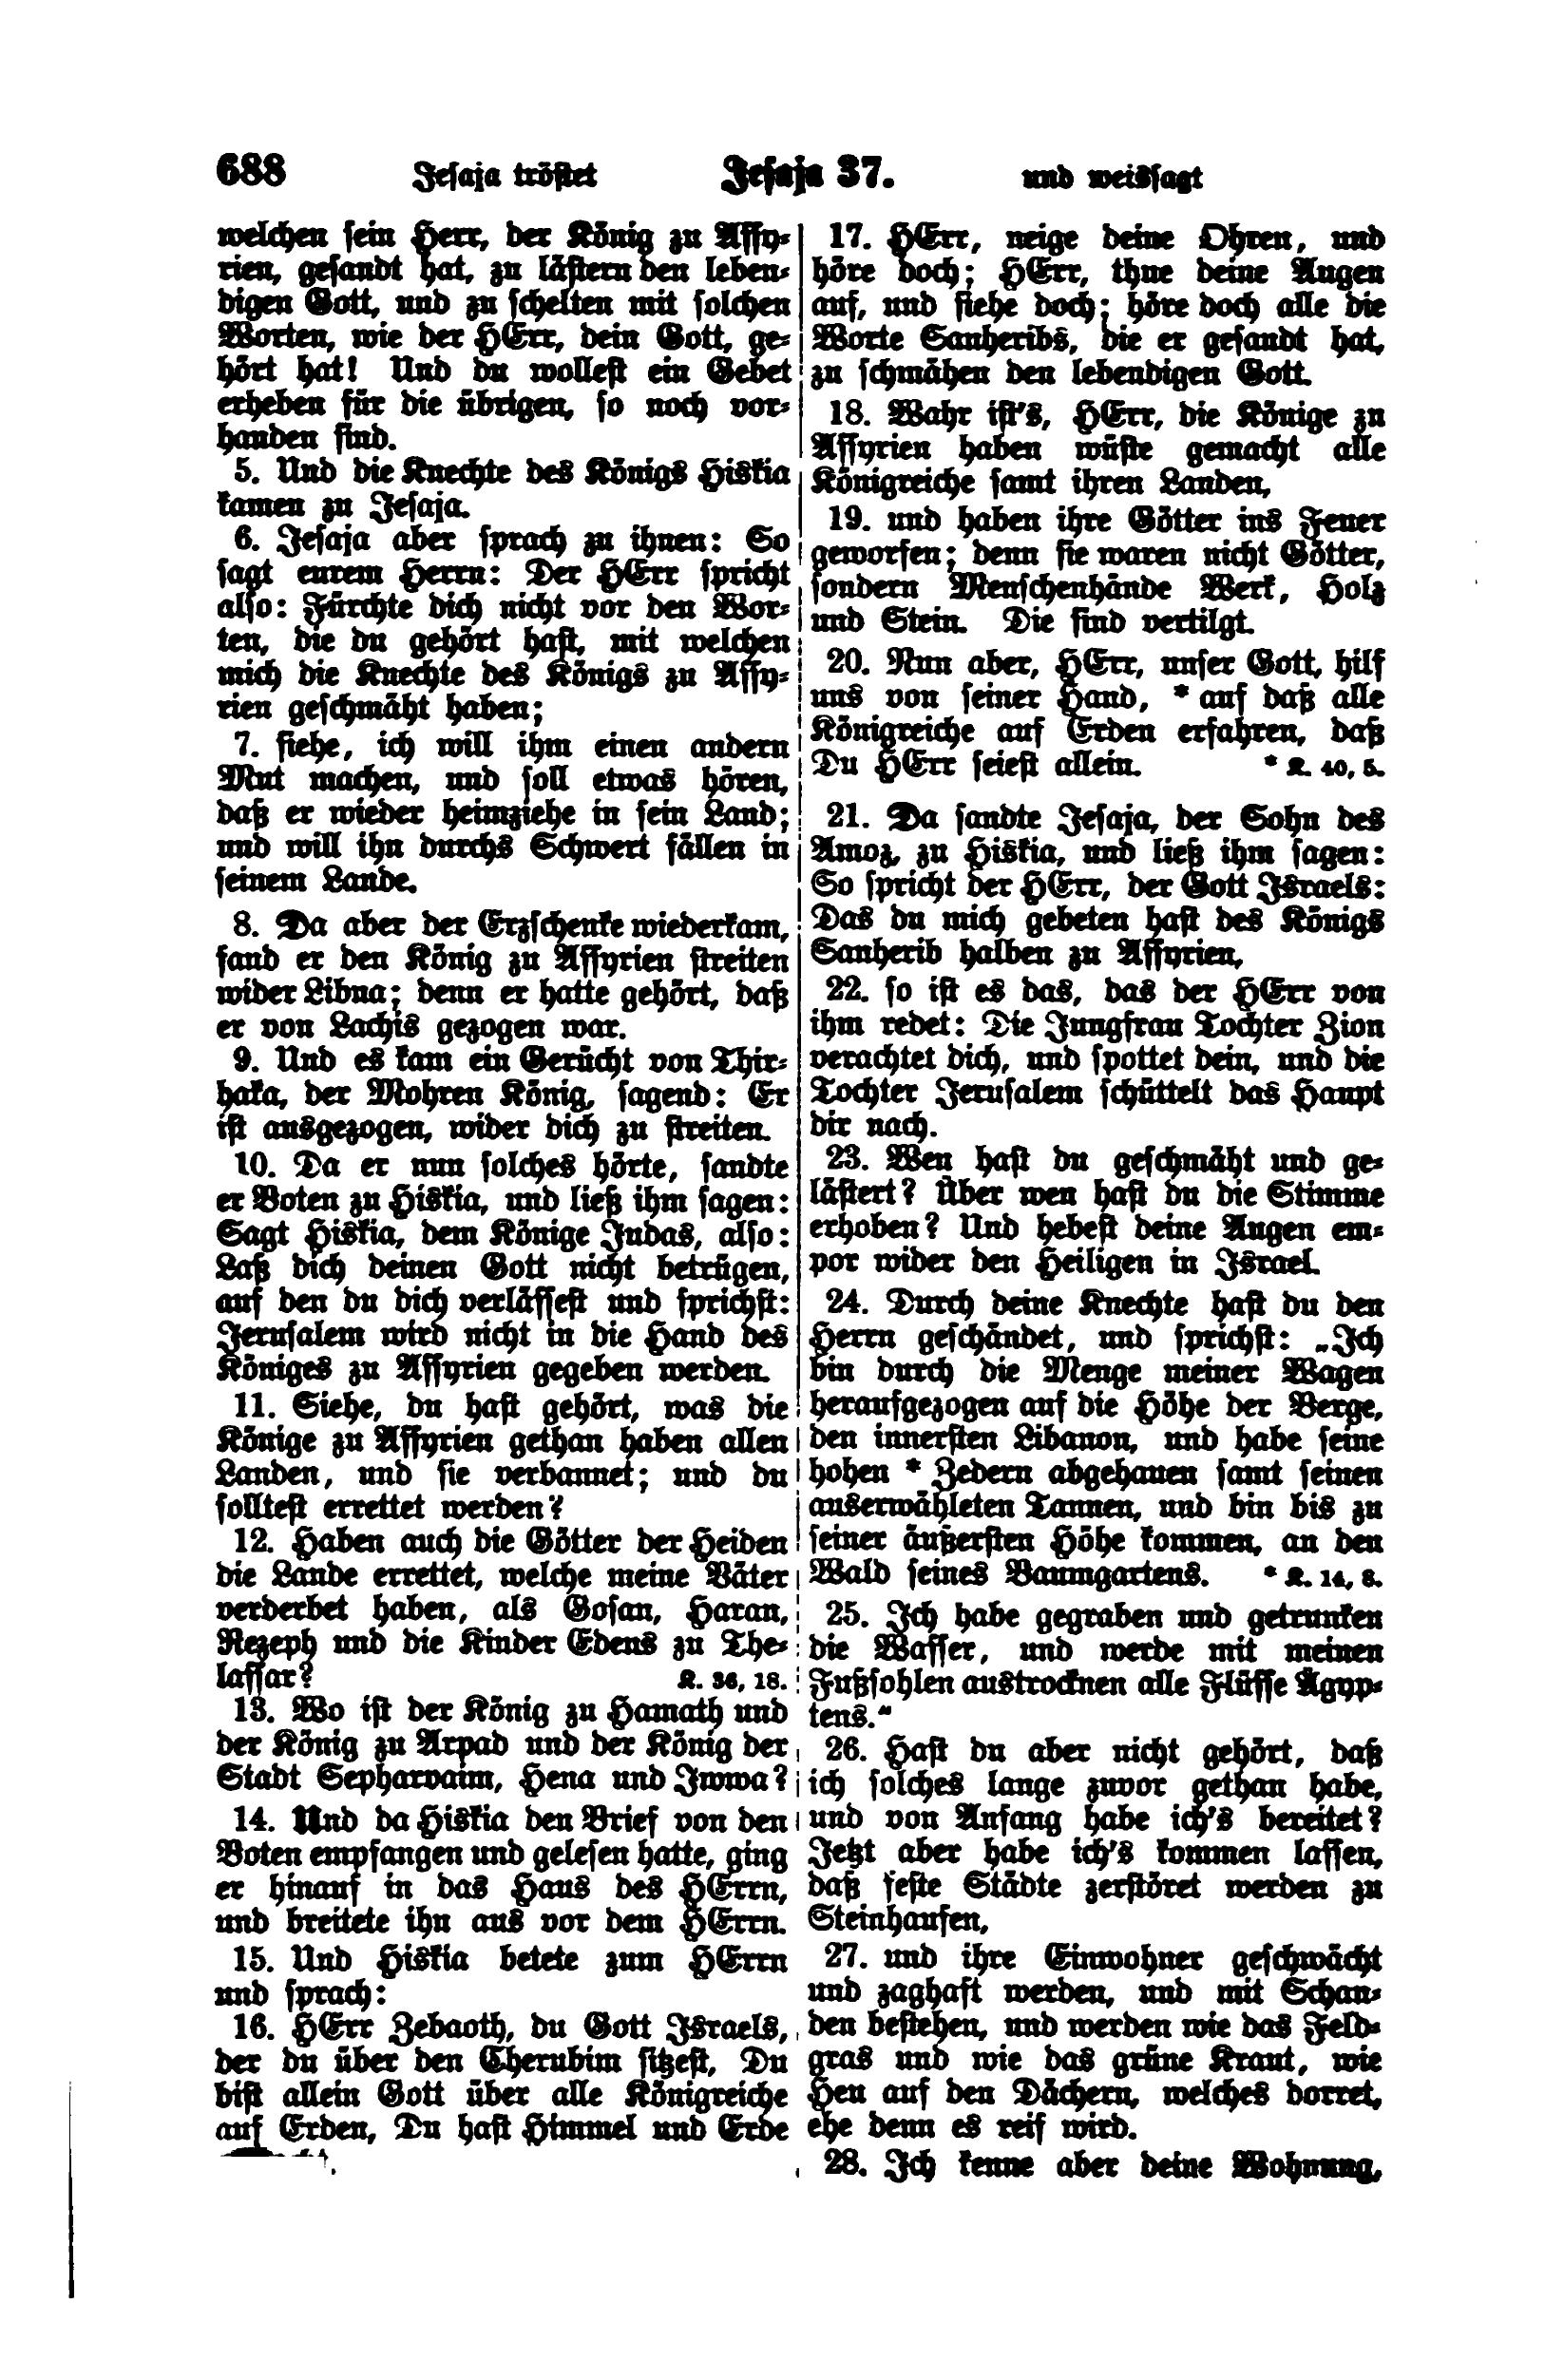 688 Jesaja tröstet Jesaja 37. und weissagt
welchen sein Herr, der König zu Assy-
rien, gesandt hat, zu lästern den leben-
digen Gott, und zu schelten mit solchen
Worten, wie der HErr, dein Gott, ge-
hört hat! Und du wollest ein Gebet
erheben für die übrigen, so noch vor-
handen sind.
5. Und die Knechte des Königs Hiskia
kamen zu Jesaja.
6. Jesaja aber sprach zu ihnen: So
sagt eurem Herrn: Der HErr spricht
also: Fürchte dich nicht vor den Wor-
ten, die du gehört hast, mit welchen
mich die Knechte des Königs zu Assy-
rien geschmäht haben;
7. siehe, ich will ihm einen andern
Mut machen, und soll etwas hören,
daß er wieder heimziehe in sein Land;
und will ihn durchs Schwert fällen in
seinem Lande.
8. Da aber der Erzschenke wiederkam,
fand er den König zu Assyrien streiten
wider Libna; denn er hatte gehört, daß
er von Lachis gezogen war.
9. Und es kam ein Gerücht von Thir-
haka, der Mohren König, sagend: Er
ist ausgezogen, wider dich zu streiten.
10. Da er nun solches hörte, sandte
er Boten zu Hiskia, und ließ ihm sagen:
Sagt Hiskia, dem Könige Judas, also:
Laß dich deinen Gott nicht betrügen,
auf den du dich verlässest und sprichst:
Jerusalem wird nicht in die Hand des
Königes zu Assyrien gegeben werden.
11. Siehe, du hast gehört, was die
Könige zu Assyrien gethan haben allen
Landen, und sie verbannet; und du
solltest errettet werden?
12. Haben auch die Götter der Heiden
die Lande errettet, welche meine Väter
verderbet haben, als Gosan, Haran,
Rezeph und die Kinder Edens zu The-
lassar? K. 36, 18.
13. Wo ist der König zu Hamath und
der König zu Arpad und der König der
Stadt Sepharvaim, Hena und Iwwa?
14. Und da Hiskia den Brief von den
Boten empfangen und gelesen hatte, ging
er hinauf in das Haus des HErrn,
und breitete ihn aus vor dem HErrn.
15. Und Hiskia betete zum HErrn
und sprach:
16. HErr Zebaoth, du Gott Israels,
der du über den Cherubim sitzest, Du
bist allein Gott über alle Königreiche
auf Erden, Du hast Himmel und Erde
17. HErr, neige deine Ohren, und
höre doch; HErr, thue deine Augen
auf, und siehe doch; höre doch alle die
Worte Sanheribs, die er gesandt hat,
zu schmähen den lebendigen Gott.
18. Wahr ist's, HErr, die Könige zu
Assyrien haben wüste gemacht alle
Königreiche samt ihren Landen,
19. und haben ihre Götter ins Feuer
geworfen; denn sie waren nicht Götter,
sondern Menschenhände Werk, Holz
und Stein. Die sind vertilgt.
20. Nun aber, HErr, unser Gott, hilf
uns von seiner Hand, * auf daß alle
Königreiche auf Erden erfahren, daß
Du HErr seiest allein. * K. 40, 5.
21. Da sandte Jesaja, der Sohn des
Amoz, zu Hiskia, und ließ ihm sagen:
So spricht der HErr, der Gott Israels:
Das du mich gebeten hast des Königs
Sanherib halben zu Assyrien,
22. so ist es das, das der HErr von
ihm redet: Die Jungfrau Tochter Zion
verachtet dich, und spottet dein, und die
Tochter Jerusalem schüttelt das Haupt
dir nach.
23. Wen hast du geschmäht und ge-
lästert? Über wen hast du die Stimme
erhoben? Und hebest deine Augen em-
por wider den Heiligen in Israel.
24. Durch deine Knechte hast du den
Herrn geschändet, und sprichst: „Ich
bin durch die Menge meiner Wagen
heraufgezogen auf die Höhe der Berge,
den innersten Libanon, und habe seine
hohen * Zedern abgehauen samt seinen
auserwähleten Tannen, und bin bis zu
seiner äußersten Höhe kommen, an den
Wald seines Baumgartens. * K. 14, 8.
25. Ich habe gegraben und getrunken
die Wasser, und werde mit meinen
Fußsohlen austrocknen alle Flüsse Ägyp-
tens.“
26. Hast du aber nicht gehört, daß
ich solches lange zuvor gethan habe,
und von Anfang habe ich's bereitet?
Jetzt aber habe ich's kommen lassen,
daß feste Städte zerstöret werden zu
Steinhaufen,
27. und ihre Einwohner geschwächt
und zaghaft werden, und mit Schan-
den bestehen, und werden wie das Feld-
gras und wie das grüne Kraut, wie
Heu auf den Dächern, welches dorret,
ehe denn es reif wird.
28. Ich kenne aber deine Wohnung,